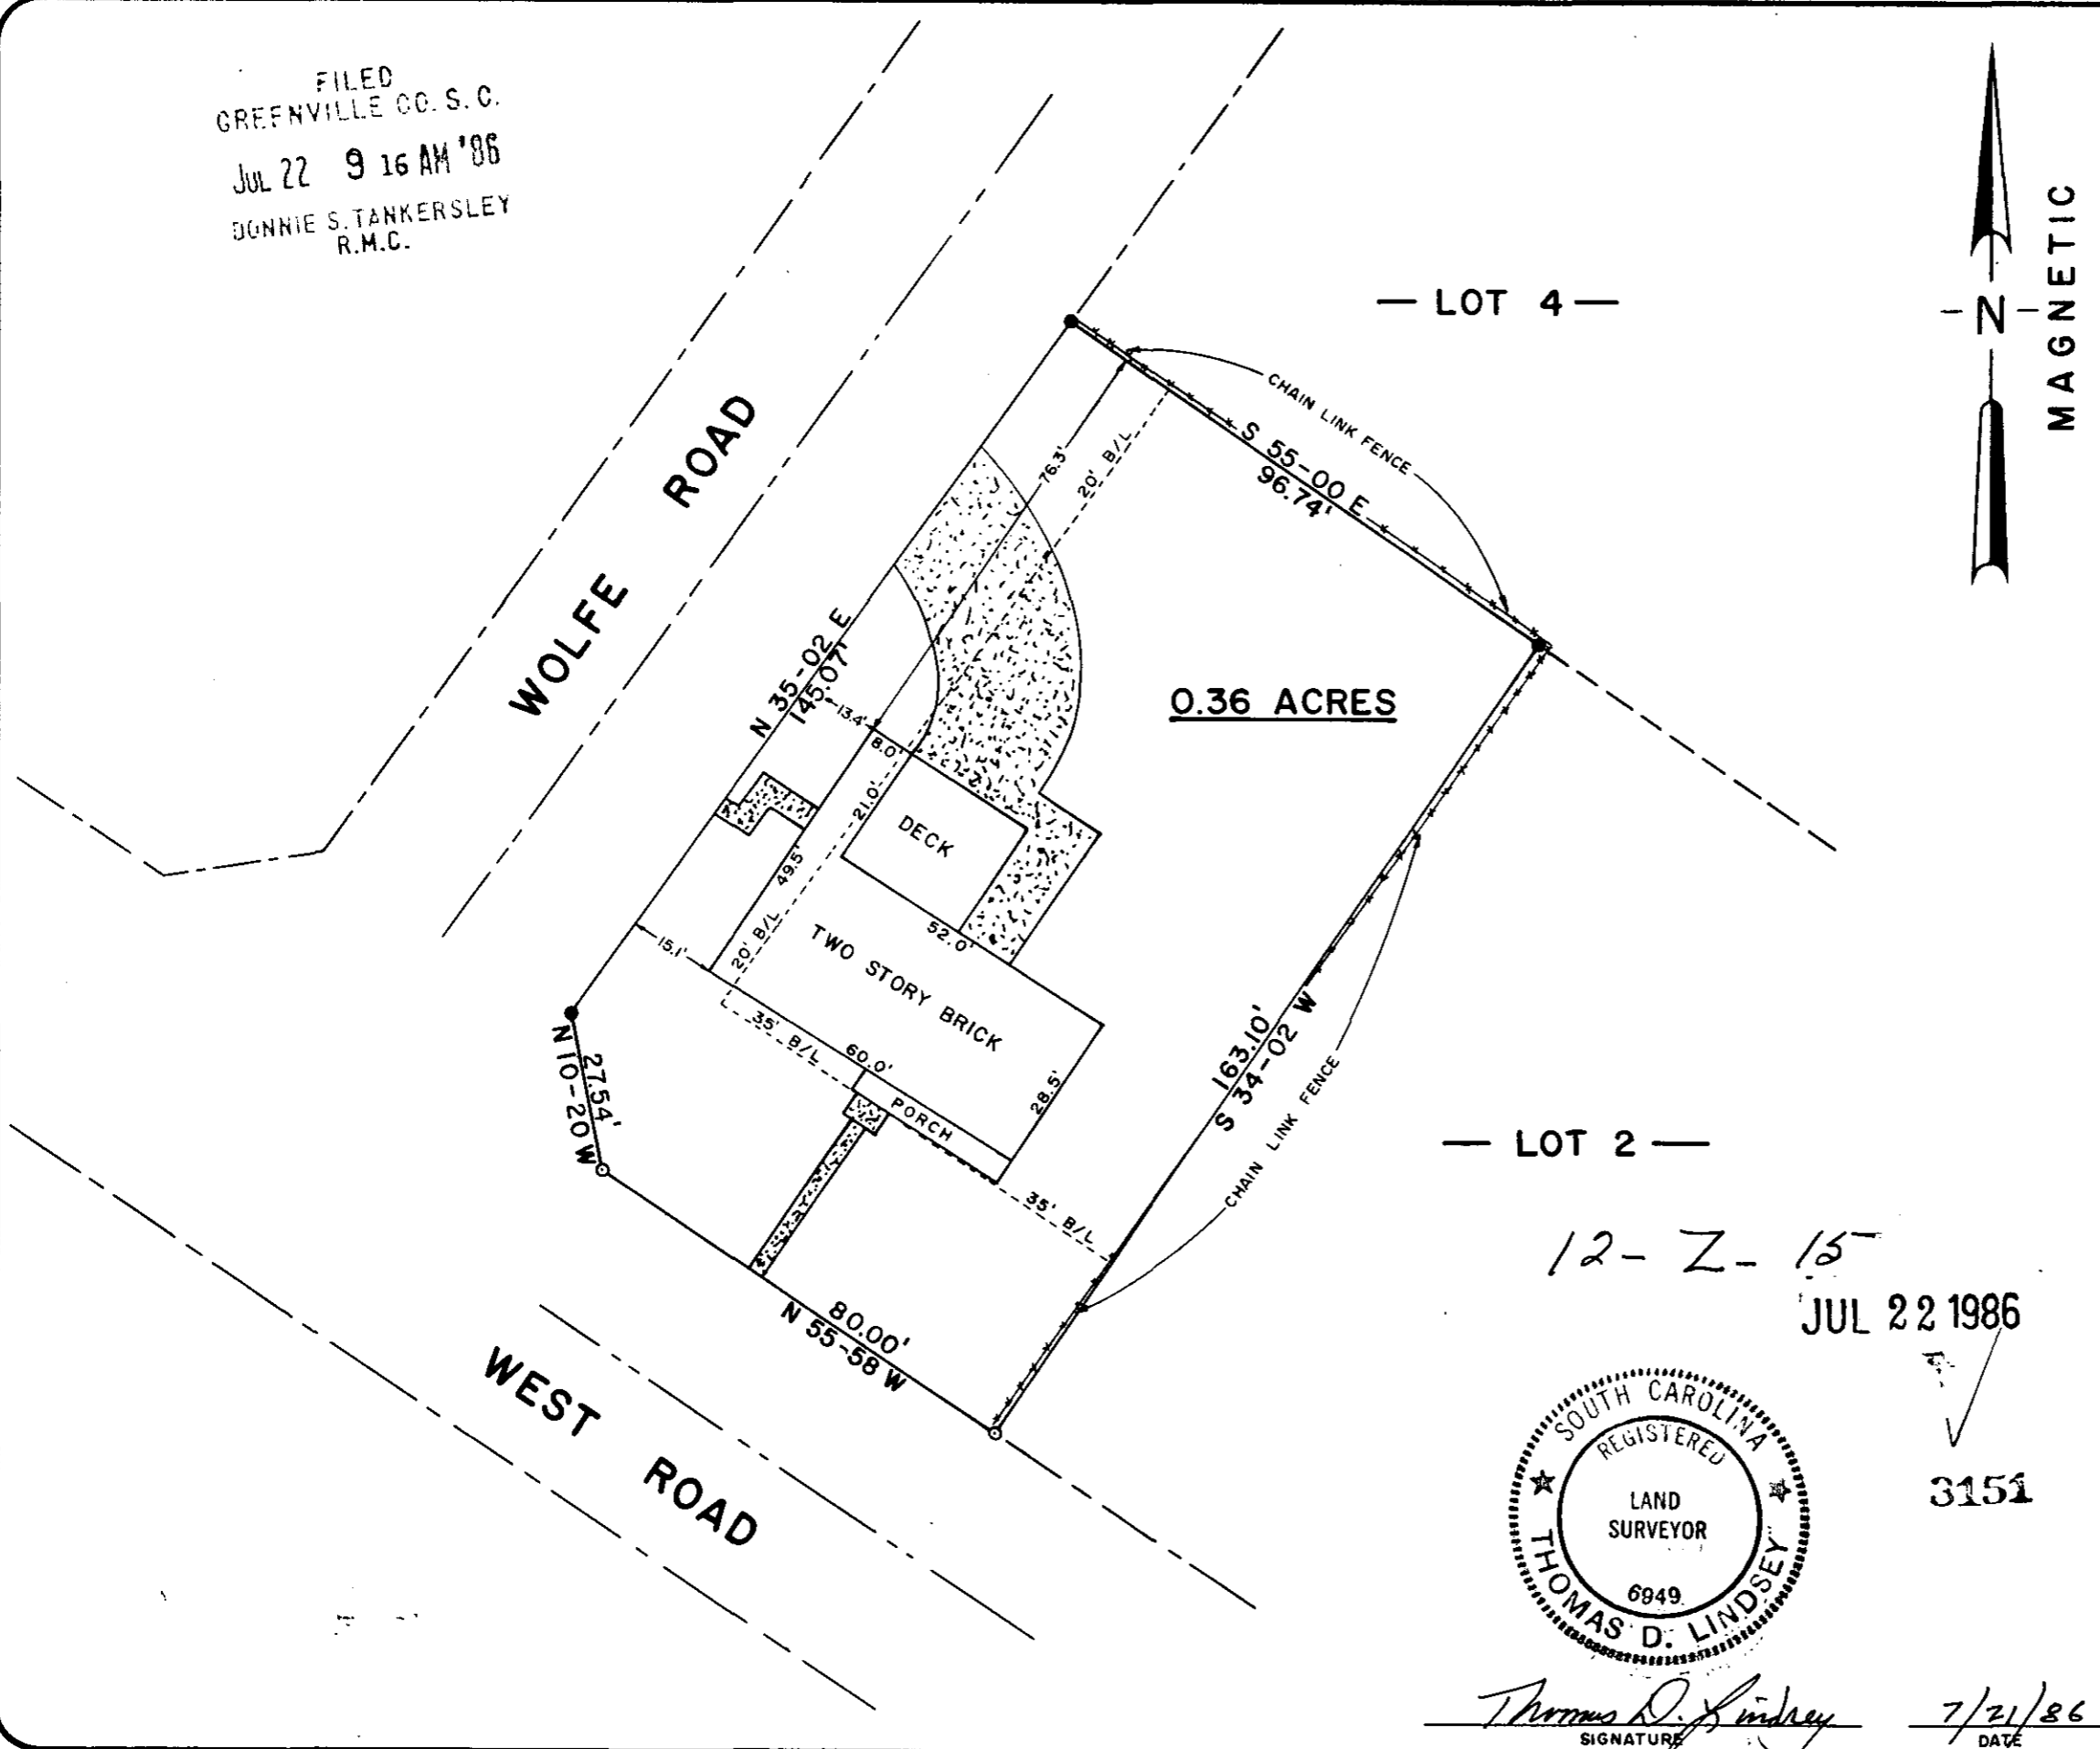 FILED
GREENVILLE CO. S. C.
JUL 22 9 16 AM '86
DONNIE S. TANKERSLEY
R.M.C.
MAGNETIC
-N-
— LOT 4 —
CHAIN LINK FENCE
S 55-00 E
96.74'
WOLFE ROAD
76.3'
20' B/L
N 35-02 E
145.07'
0.36 ACRES
13.4'
8.0'
21.0'
DECK
49.5'
20' B/L
15.1'
52.0'
TWO STORY BRICK
35' B/L
60.0'
PORCH
28.5'
163.10'
S 34-02 W
CHAIN LINK FENCE
27.54'
N 10-20 W
35' B/L
— LOT 2 —
80.00'
N 55-58 W
WEST ROAD
12-Z-15
JUL 22 1986
3151
SOUTH CAROLINA
REGISTERED
LAND
SURVEYOR
6949
THOMAS D. LINDSEY
Thomas D. Lindsey
SIGNATURE
7/21/86
DATE